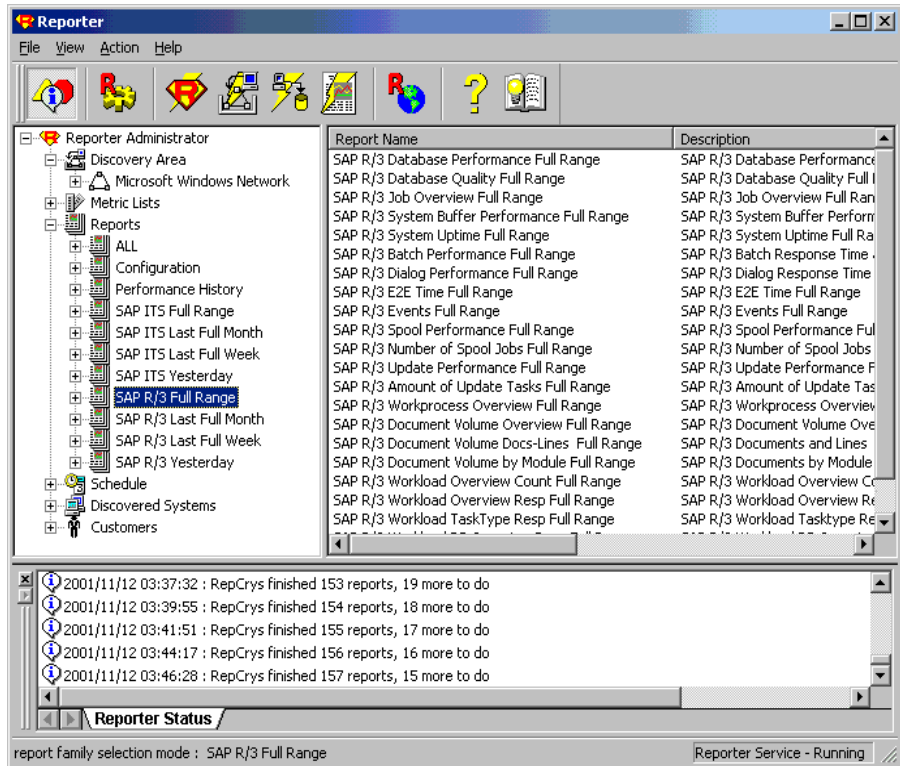 Reporter
File View Action Help
Reporter Administrator
Discovery Area
Microsoft Windows Network
Metric Lists
Reports
ALL
Configuration
Performance History
SAP ITS Full Range
SAP ITS Last Full Month
SAP ITS Last Full Week
SAP ITS Yesterday
SAP R/3 Full Range
SAP R/3 Last Full Month
SAP R/3 Last Full Week
SAP R/3 Yesterday
Schedule
Discovered Systems
Customers
Report Name Description
SAP R/3 Database Performance Full Range SAP R/3 Database Performance
SAP R/3 Database Quality Full Range SAP R/3 Database Quality Full
SAP R/3 Job Overview Full Range SAP R/3 Job Overview Full Ran
SAP R/3 System Buffer Performance Full Range SAP R/3 System Buffer Perform
SAP R/3 System Uptime Full Range SAP R/3 System Uptime Full Ra
SAP R/3 Batch Performance Full Range SAP R/3 Batch Response Time
SAP R/3 Dialog Performance Full Range SAP R/3 Dialog Response Time
SAP R/3 E2E Time Full Range SAP R/3 E2E Time Full Range
SAP R/3 Events Full Range SAP R/3 Events Full Range
SAP R/3 Spool Performance Full Range SAP R/3 Spool Performance Ful
SAP R/3 Number of Spool Jobs Full Range SAP R/3 Number of Spool Jobs
SAP R/3 Update Performance Full Range SAP R/3 Update Performance F
SAP R/3 Amount of Update Tasks Full Range SAP R/3 Amount of Update Tas
SAP R/3 Workprocess Overview Full Range SAP R/3 Workprocess Overview
SAP R/3 Document Volume Overview Full Range SAP R/3 Document Volume Ove
SAP R/3 Document Volume Docs-Lines Full Range SAP R/3 Documents and Lines
SAP R/3 Document Volume by Module Full Range SAP R/3 Documents by Module
SAP R/3 Workload Overview Count Full Range SAP R/3 Workload Overview Co
SAP R/3 Workload Overview Resp Full Range SAP R/3 Workload Overview Re
SAP R/3 Workload TaskType Resp Full Range SAP R/3 Workload Tasktype Re
2001/11/12 03:37:32 : RepCrys finished 153 reports, 19 more to do
2001/11/12 03:39:55 : RepCrys finished 154 reports, 18 more to do
2001/11/12 03:41:51 : RepCrys finished 155 reports, 17 more to do
2001/11/12 03:44:17 : RepCrys finished 156 reports, 16 more to do
2001/11/12 03:46:28 : RepCrys finished 157 reports, 15 more to do
Reporter Status
report family selection mode : SAP R/3 Full Range Reporter Service - Running